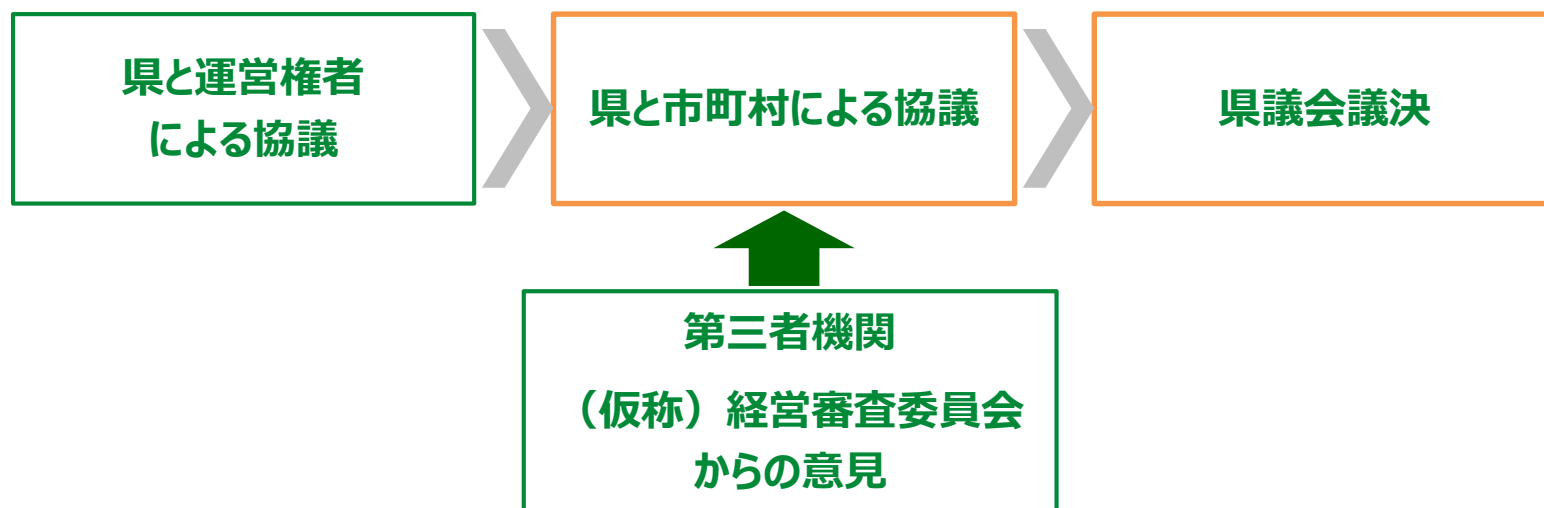 県と運営権者
による協議
県と市町村による協議
県議会議決
第三者機関
（仮称）経営審査委員会
からの意見